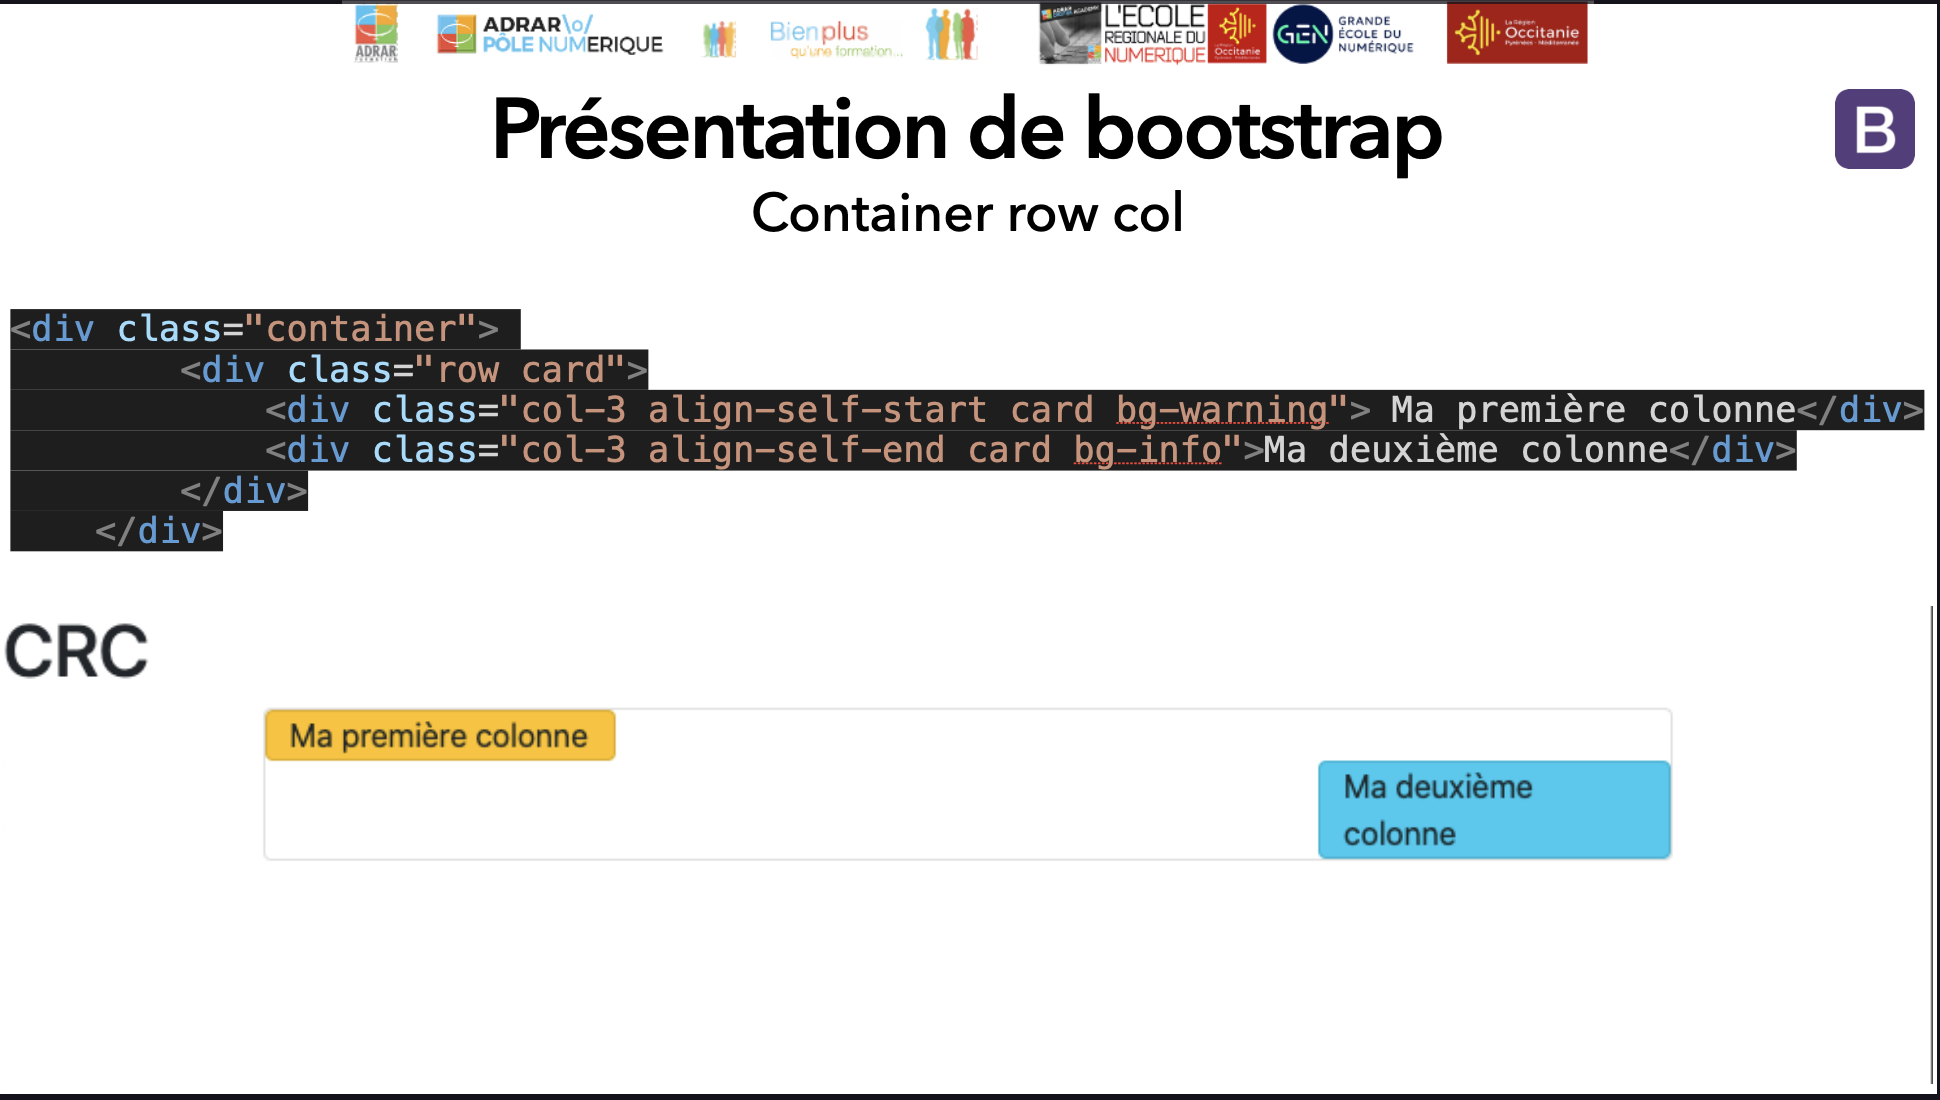 ADRAR
FORMATION
ADRAR\o/
PÔLE NUMERIQUE
Bienplus
qu'une formation...
L'ECOLE
REGIONALE DU
NUMERIQUE
Occitanie
GEN
GRANDE
ÉCOLE DU
NUMÉRIQUE
La Région
Occitanie
Pyrénées - Méditerranée
Présentation de bootstrap
B
Container row col
<div class="container">
<div class="row card">
<div class="col-3 align-self-start card bg-warning"> Ma première colonne</div>
<div class="col-3 align-self-end card bg-info">Ma deuxième colonne</div>
</div>
</div>
CRC
Ma première colonne
Ma deuxième
colonne